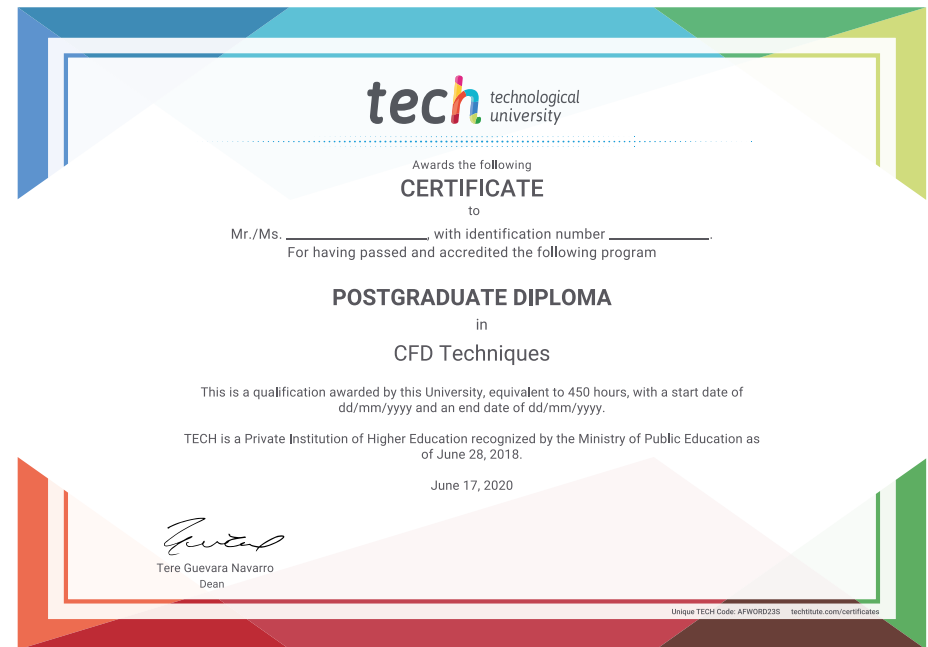 tech technological
university
Awards the following
CERTIFICATE
to
Mr./Ms. ____________________, with identification number ______________.
For having passed and accredited the following program
POSTGRADUATE DIPLOMA
in
CFD Techniques
This is a qualification awarded by this University, equivalent to 450 hours, with a start date of
dd/mm/yyyy and an end date of dd/mm/yyyy.
TECH is a Private Institution of Higher Education recognized by the Ministry of Public Education as
of June 28, 2018.
June 17, 2020
Tere Guevara Navarro
Dean
Unique TECH Code: AFWORD23S techtitute.com/certificates